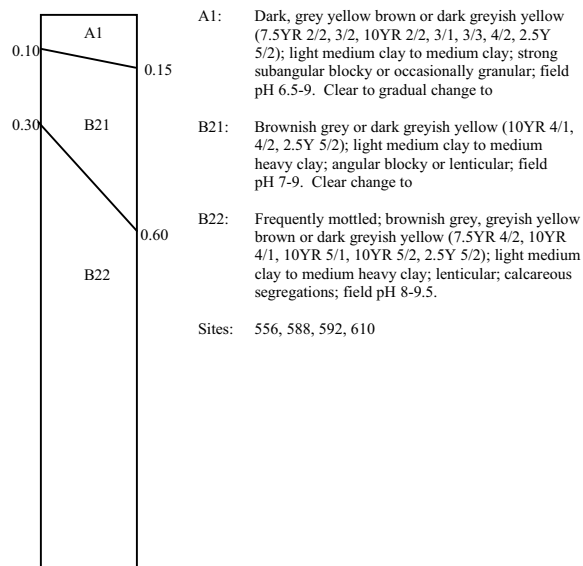 A1
0.10
0.15
0.30
B21
0.60
B22
A1: Dark, grey yellow brown or dark greyish yellow
(7.5YR 2/2, 3/2, 10YR 2/2, 3/1, 3/3, 4/2, 2.5Y
5/2); light medium clay to medium clay; strong
subangular blocky or occasionally granular; field
pH 6.5-9. Clear to gradual change to
B21: Brownish grey or dark greyish yellow (10YR 4/1,
4/2, 2.5Y 5/2); light medium clay to medium
heavy clay; angular blocky or lenticular; field
pH 7-9. Clear change to
B22: Frequently mottled; brownish grey, greyish yellow
brown or dark greyish yellow (7.5YR 4/2, 10YR
4/1, 10YR 5/1, 10YR 5/2, 2.5Y 5/2); light medium
clay to medium heavy clay; lenticular; calcareous
segregations; field pH 8-9.5.
Sites: 556, 588, 592, 610